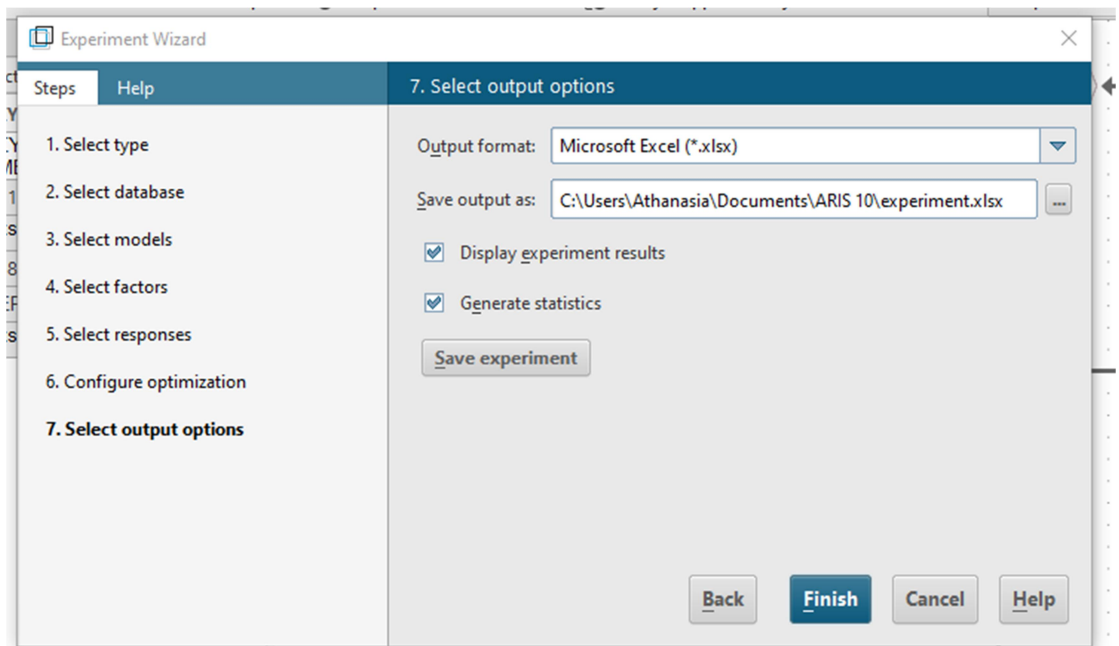 Experiment Wizard
Steps
Help
7. Select output options
1. Select type
2. Select database
3. Select models
4. Select factors
5. Select responses
6. Configure optimization
7. Select output options
Output format:
Microsoft Excel (*.xlsx)
Save output as:
C:\Users\Athanasia\Documents\ARIS 10\experiment.xlsx
...
Display experiment results
Generate statistics
Save experiment
Back
Finish
Cancel
Help